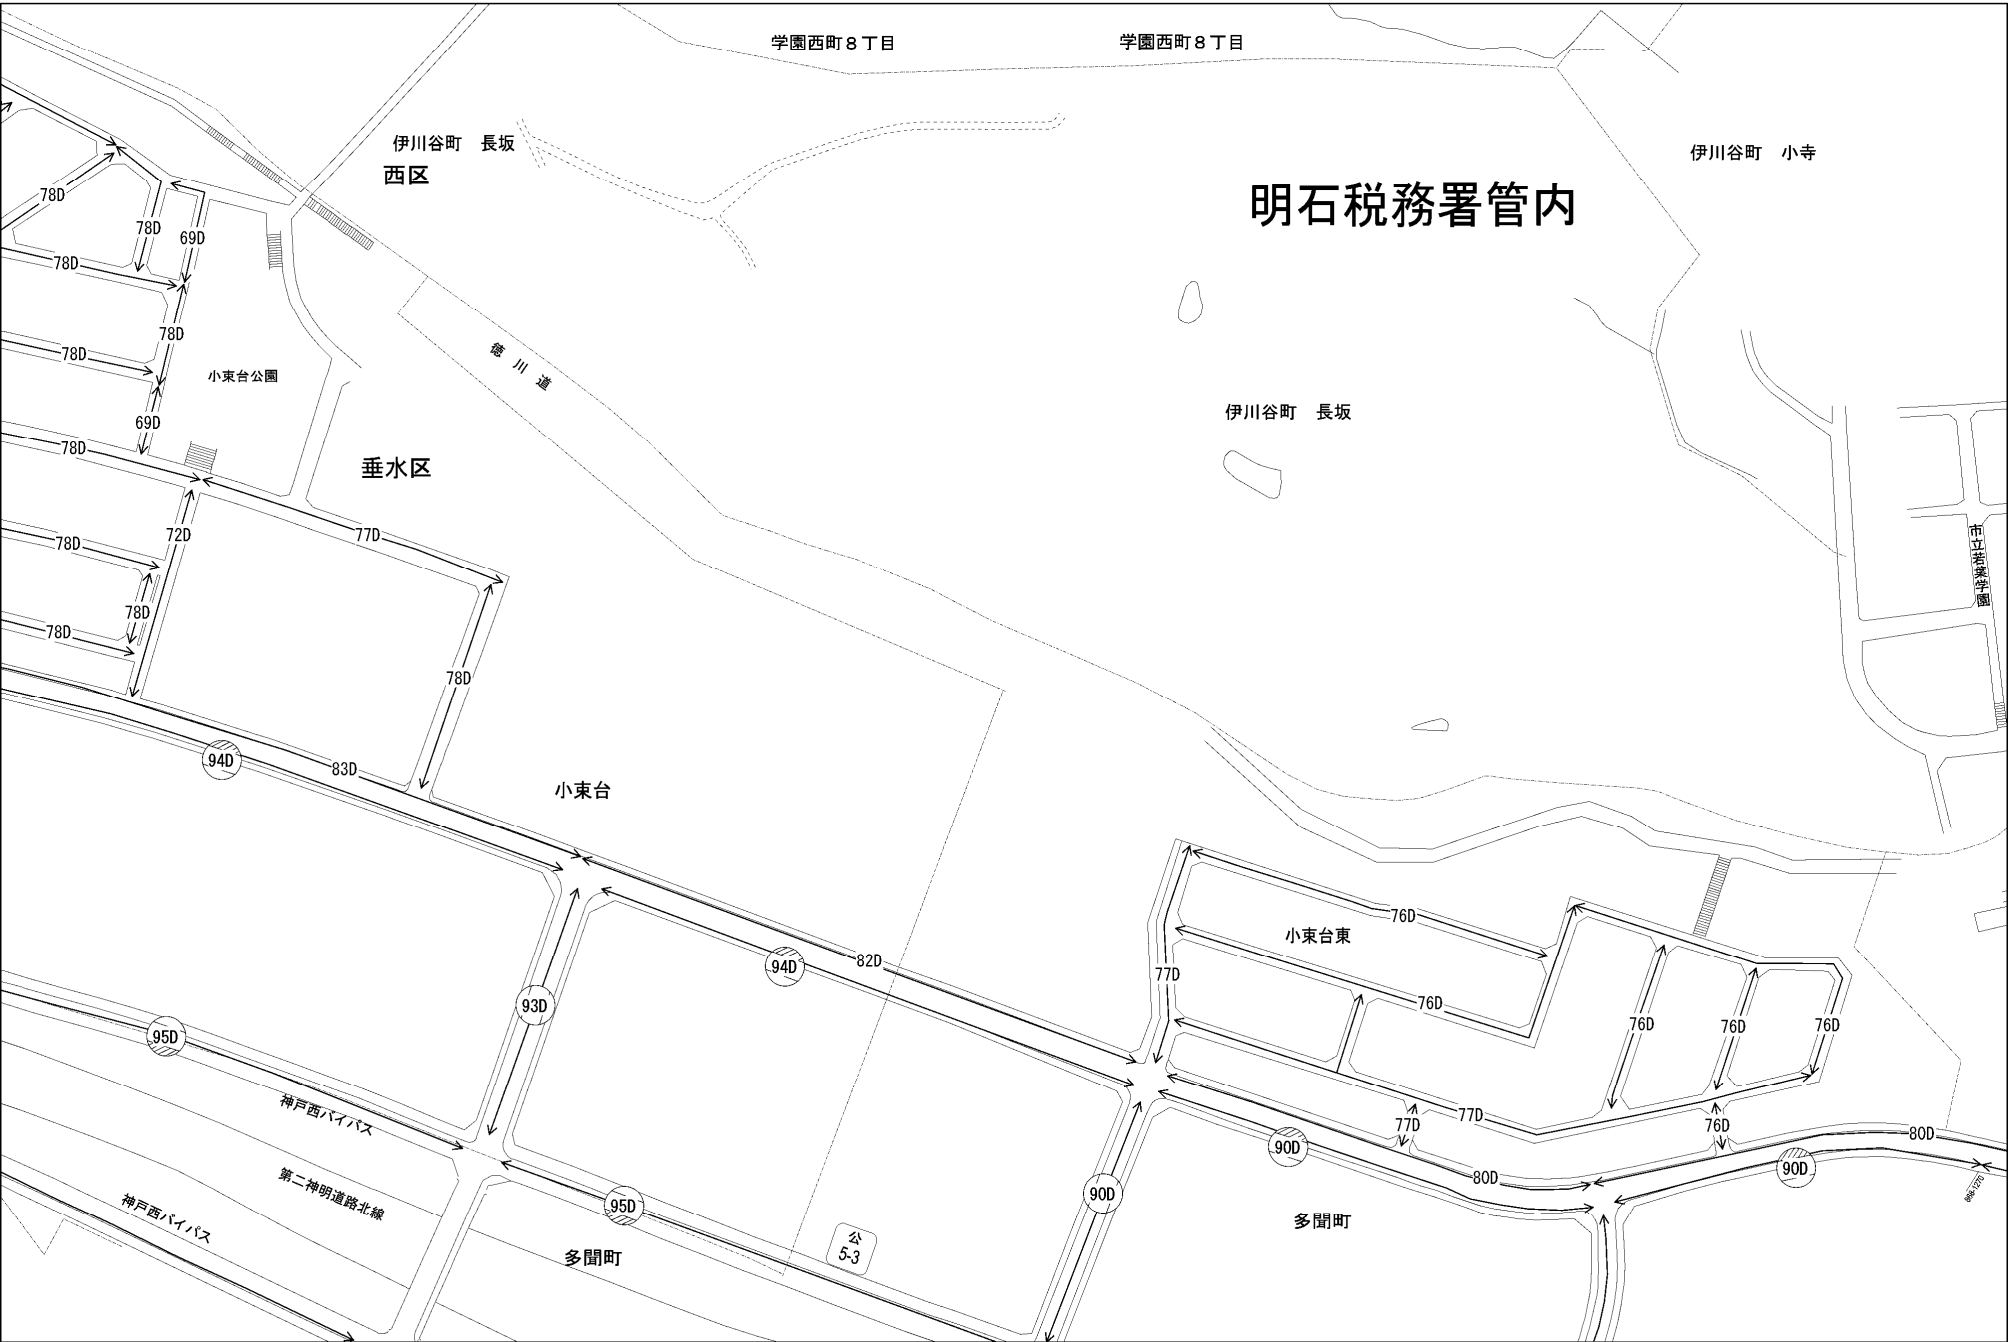 学園西町８丁目
学園西町８丁目
伊川谷町　長坂
西区
伊川谷町　小寺
明石税務署管内
78D
78D
69D
78D
78D
78D
徳川道
小束台公園
伊川谷町　長坂
69D
78D
垂水区
72D
77D
78D
市立若葉学園
78D
78D
78D
94D
83D
小束台
76D
小束台東
94D
82D
77D
93D
76D
76D
76D
76D
95D
神戸西バイパス
77D
77D
76D
80D
90D
90D
80D
868-1270
第二神明道路北線
神戸西バイパス
95D
90D
多聞町
公
5-3
多聞町